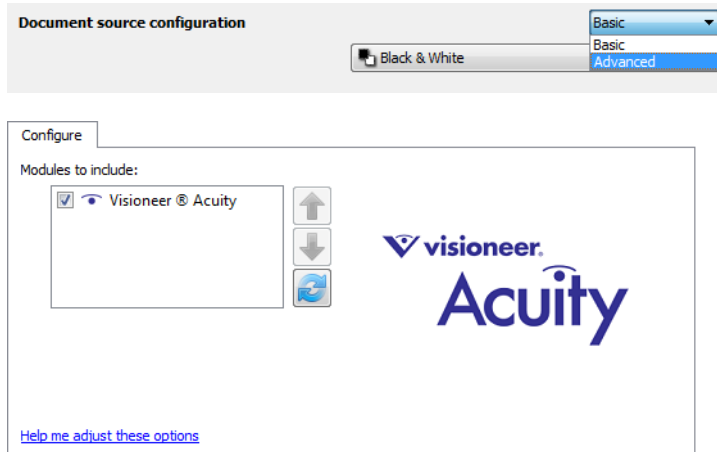 Document source configuration
Basic
Basic
Black & White
Advanced
Configure
Modules to include:
Visioneer ® Acuity
visioneer.
Acuity
Help me adjust these options